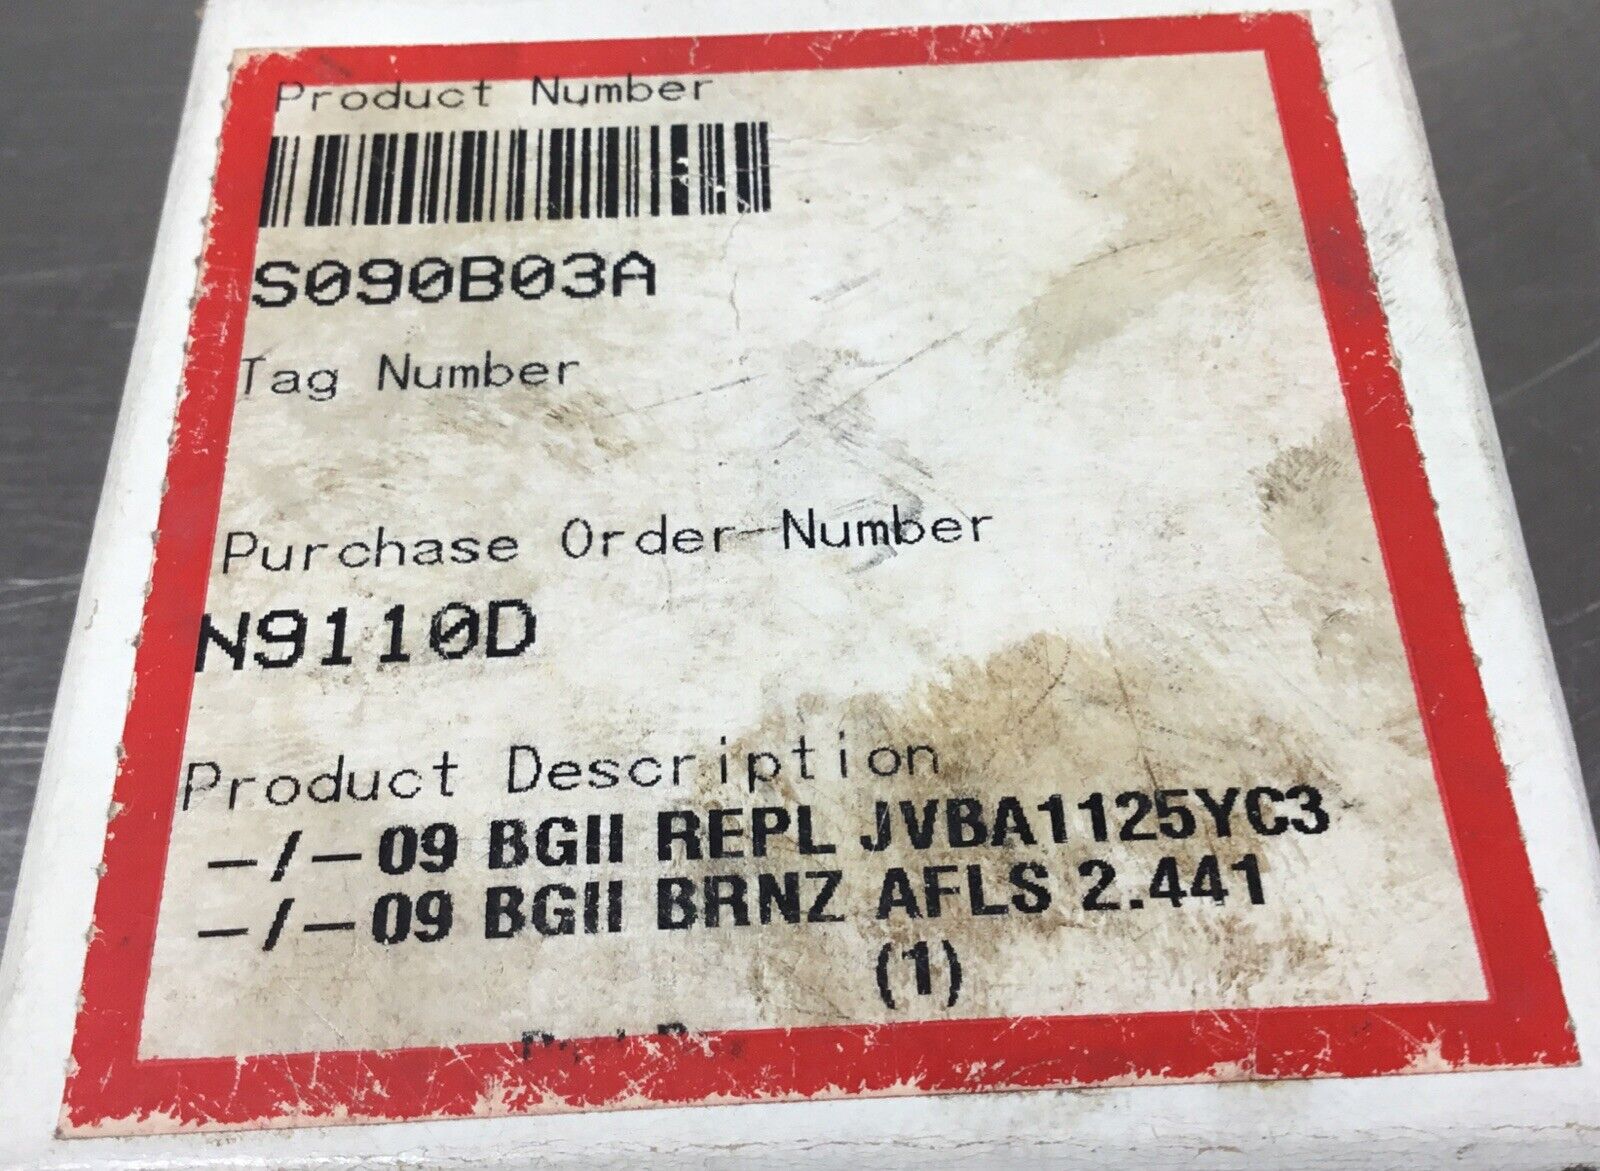 Product Number
S090B03A
Tag Number
Purchase Order Number
N9110D
Product Description
-/-09 BGII REPL JVBA1125YC3
-/-09 BGII BRNZ AFLS 2.441
(1)